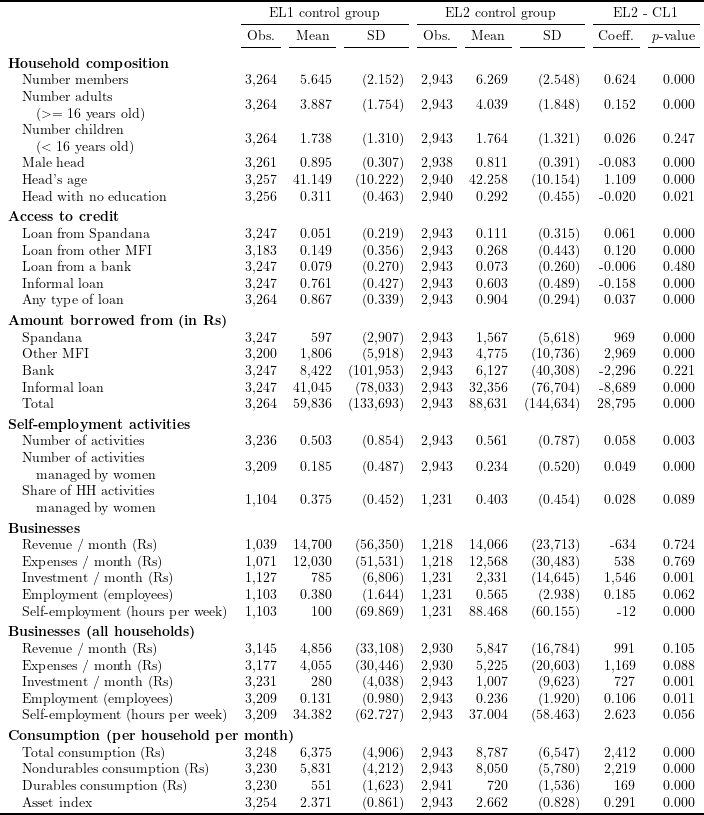 EL1 control group EL2 control group EL2 - CL1
Obs. Mean SD Obs. Mean SD Coeff. p-value
Household composition
Number members 3,264 5.645 (2.152) 2,943 6.269 (2.548) 0.624 0.000
Number adults
(>= 16 years old) 3,264 3.887 (1.754) 2,943 4.039 (1.848) 0.152 0.000
Number children
(< 16 years old) 3,264 1.738 (1.310) 2,943 1.764 (1.321) 0.026 0.247
Male head 3,261 0.895 (0.307) 2,938 0.811 (0.391) -0.083 0.000
Head's age 3,257 41.149 (10.222) 2,940 42.258 (10.154) 1.109 0.000
Head with no education 3,256 0.311 (0.463) 2,940 0.292 (0.455) -0.020 0.021
Access to credit
Loan from Spandana 3,247 0.051 (0.219) 2,943 0.111 (0.315) 0.061 0.000
Loan from other MFI 3,183 0.149 (0.356) 2,943 0.268 (0.443) 0.120 0.000
Loan from a bank 3,247 0.079 (0.270) 2,943 0.073 (0.260) -0.006 0.480
Informal loan 3,247 0.761 (0.427) 2,943 0.603 (0.489) -0.158 0.000
Any type of loan 3,264 0.867 (0.339) 2,943 0.904 (0.294) 0.037 0.000
Amount borrowed from (in Rs)
Spandana 3,247 597 (2,907) 2,943 1,567 (5,618) 969 0.000
Other MFI 3,200 1,806 (5,918) 2,943 4,775 (10,736) 2,969 0.000
Bank 3,247 8,422 (101,953) 2,943 6,127 (40,308) -2,296 0.221
Informal loan 3,247 41,045 (78,033) 2,943 32,356 (76,704) -8,689 0.000
Total 3,264 59,836 (133,693) 2,943 88,631 (144,634) 28,795 0.000
Self-employment activities
Number of activities 3,236 0.503 (0.854) 2,943 0.561 (0.787) 0.058 0.003
Number of activities
managed by women 3,209 0.185 (0.487) 2,943 0.234 (0.520) 0.049 0.000
Share of HH activities
managed by women 1,104 0.375 (0.452) 1,231 0.403 (0.454) 0.028 0.089
Businesses
Revenue / month (Rs) 1,039 14,700 (56,350) 1,218 14,066 (23,713) -634 0.724
Expenses / month (Rs) 1,071 12,030 (51,531) 1,218 12,568 (30,483) 538 0.769
Investment / month (Rs) 1,127 785 (6,806) 1,231 2,331 (14,645) 1,546 0.001
Employment (employees) 1,103 0.380 (1.644) 1,231 0.565 (2.938) 0.185 0.062
Self-employment (hours per week) 1,103 100 (69.869) 1,231 88.468 (60.155) -12 0.000
Businesses (all households)
Revenue / month (Rs) 3,145 4,856 (33,108) 2,930 5,847 (16,784) 991 0.105
Expenses / month (Rs) 3,177 4,055 (30,446) 2,930 5,225 (20,603) 1,169 0.088
Investment / month (Rs) 3,231 280 (4,038) 2,943 1,007 (9,623) 727 0.001
Employment (employees) 3,209 0.131 (0.980) 2,943 0.236 (1.920) 0.106 0.011
Self-employment (hours per week) 3,209 34.382 (62.727) 2,943 37.004 (58.463) 2.623 0.056
Consumption (per household per month)
Total consumption (Rs) 3,248 6,375 (4,906) 2,943 8,787 (6,547) 2,412 0.000
Nondurables consumption (Rs) 3,230 5,831 (4,212) 2,943 8,050 (5,780) 2,219 0.000
Durables consumption (Rs) 3,230 551 (1,623) 2,941 720 (1,536) 169 0.000
Asset index 3,254 2.371 (0.861) 2,943 2.662 (0.828) 0.291 0.000